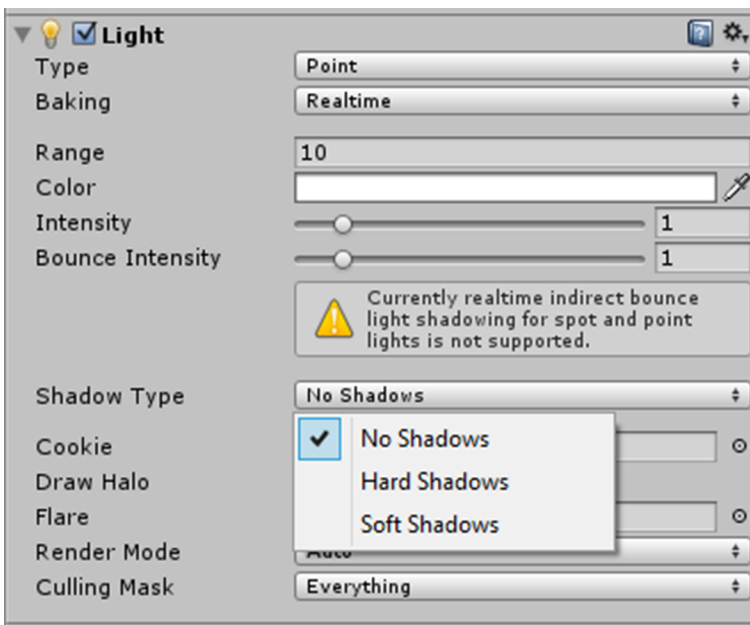 Light
Type Point
Baking Realtime
Range 10
Color
Intensity 1
Bounce Intensity 1
Currently realtime indirect bounce
light shadowing for spot and point
lights is not supported.
Shadow Type No Shadows
No Shadows
Cookie
Hard Shadows
Draw Halo
Soft Shadows
Flare
Render Mode Auto
Culling Mask Everything